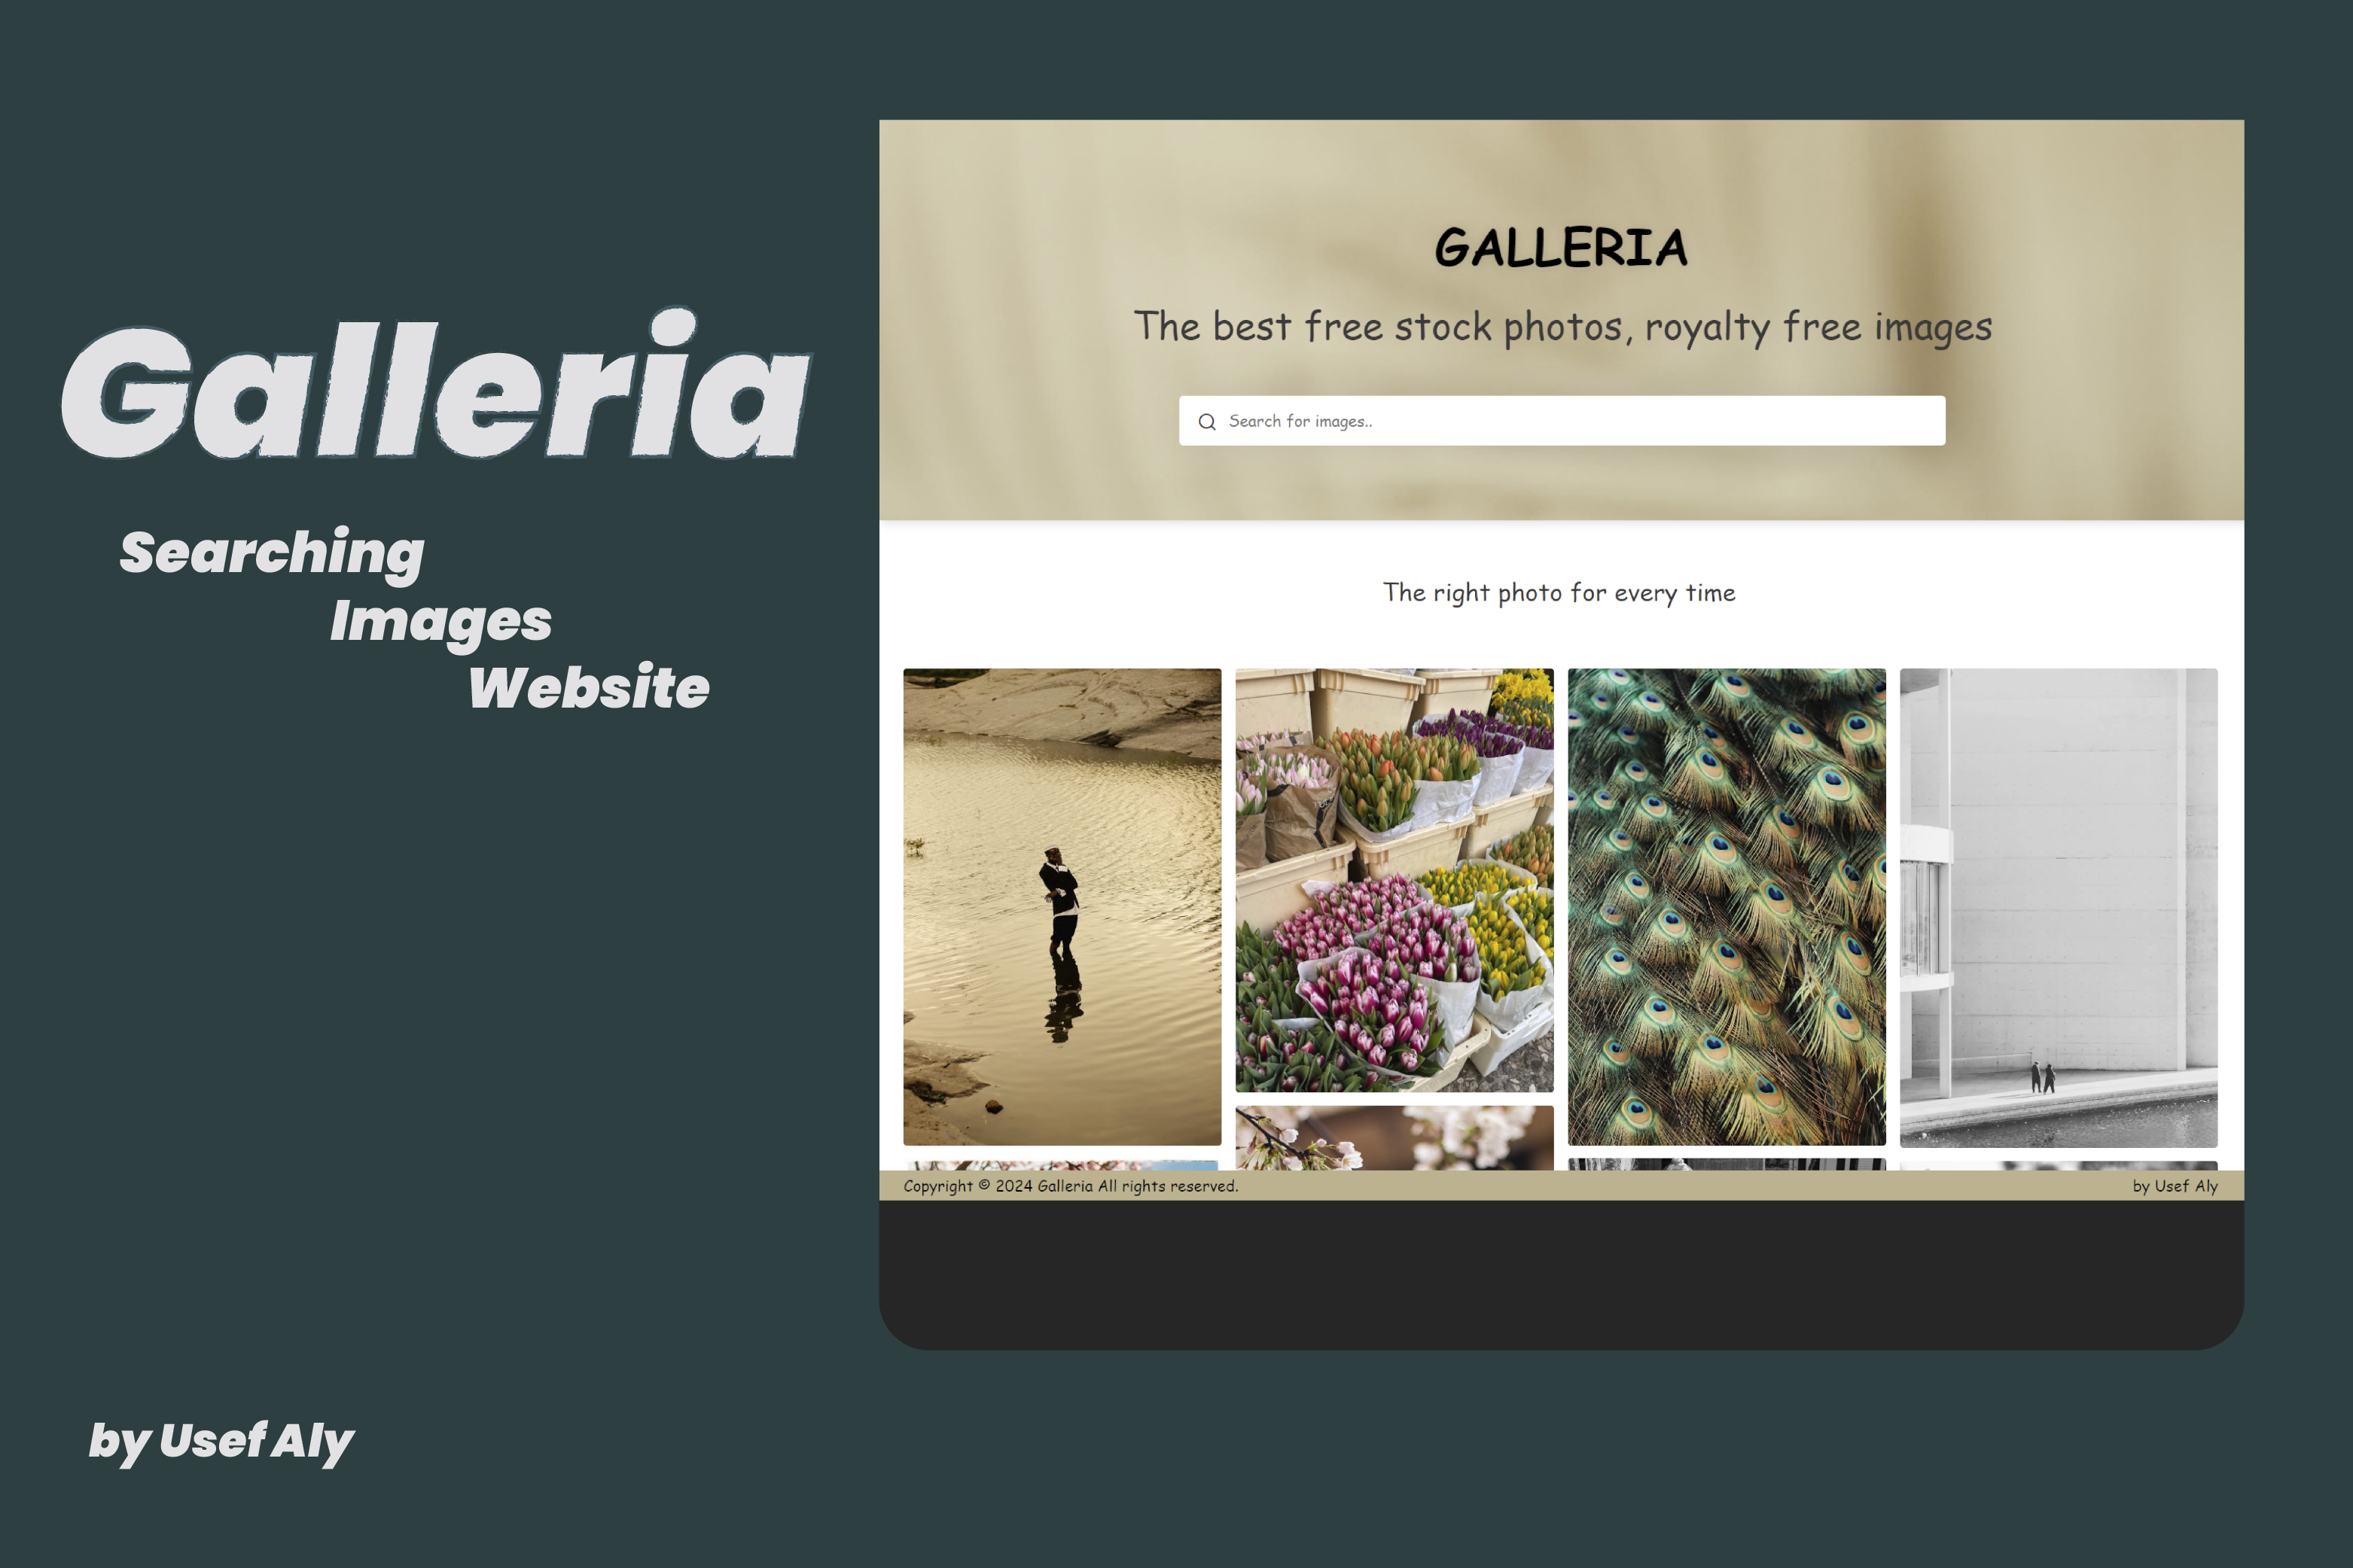 Galleria
Searching
Images
Website
by Usef Aly
GALLERIA
The best free stock photos, royalty free images
Search for images..
The right photo for every time
Copyright © 2024 Galleria All rights reserved.
by Usef Aly